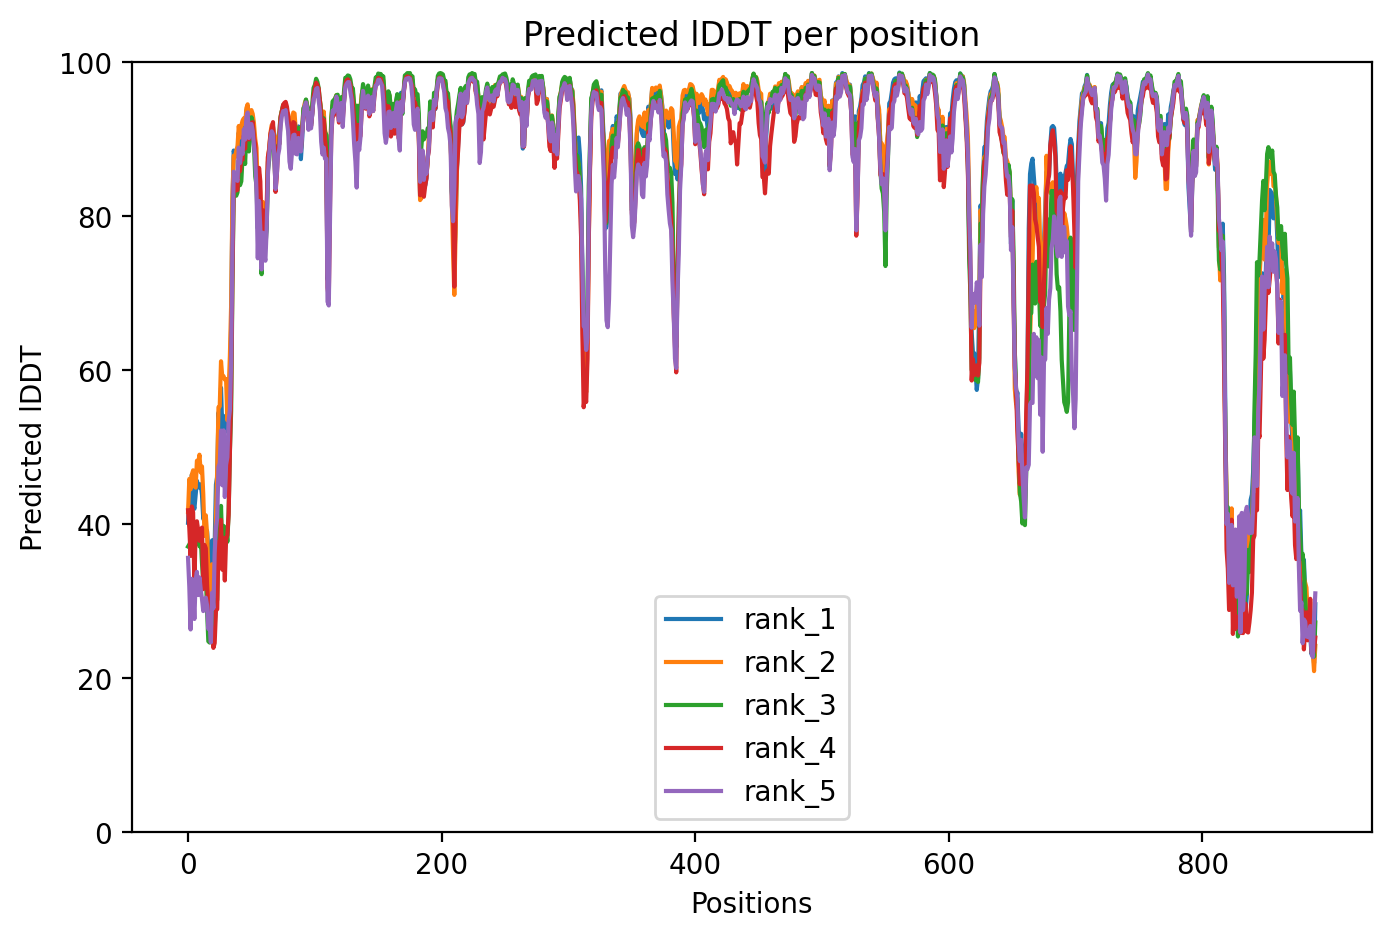 Predicted lDDT per position
100
80
60
40
20
0
Predicted lDDT
0 200 400 600 800
Positions
rank_1
rank_2
rank_3
rank_4
rank_5